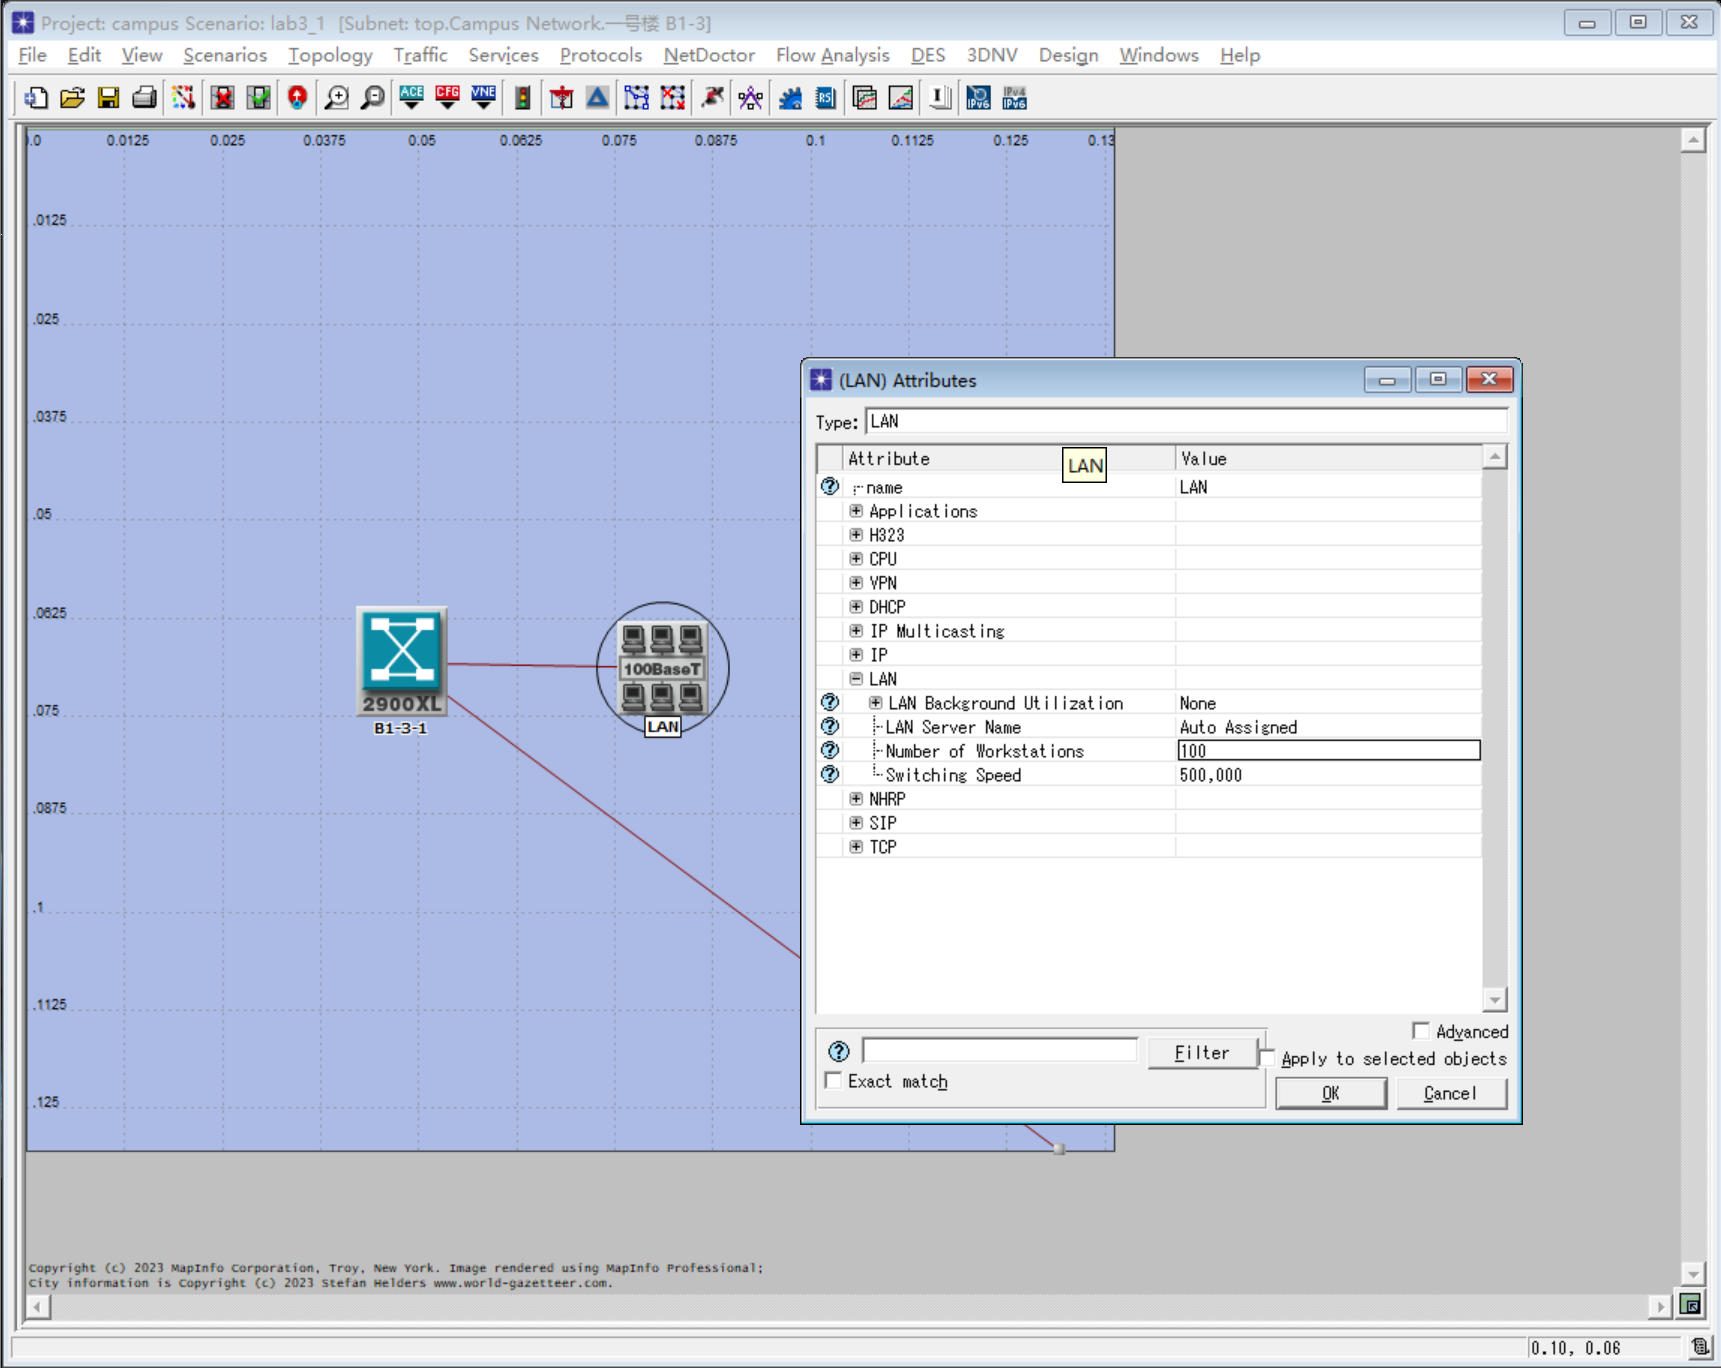 Project: campus Scenario: lab3_1 [Subnet: top.Campus Network.一号楼 B1-3]
File Edit View Scenarios Topology Traffic Services Protocols NetDoctor Flow Analysis DES 3DNV Design Windows Help
ACE CFG VNE RS IPv6 IPv4 IPv6
0.0 0.0125 0.025 0.0375 0.05 0.0625 0.075 0.0875 0.1 0.1125 0.125 0.13
.0125
.025
.0375
.05
.0625
.075
.0875
.1
.1125
.125
2900XL
B1-3-1
100BaseT
LAN
(LAN) Attributes
Type: LAN
Attribute Value
LAN
name LAN
Applications
H323
CPU
VPN
DHCP
IP Multicasting
IP
LAN
LAN Background Utilization None
LAN Server Name Auto Assigned
Number of Workstations 100
Switching Speed 500,000
NHRP
SIP
TCP
Advanced
Filter
Apply to selected objects
Exact match
OK Cancel
Copyright (c) 2023 MapInfo Corporation, Troy, New York. Image rendered using MapInfo Professional;
City information is Copyright (c) 2023 Stefan Helders www.world-gazetteer.com.
0.10, 0.06